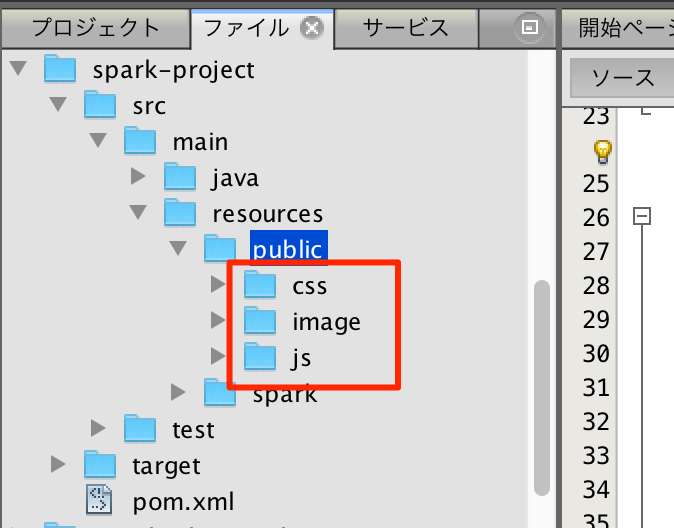 プロジェクト
ファイル
サービス
開始ペー
spark-project
src
main
java
resources
public
css
image
js
spark
test
target
pom.xml
ソース
23
25
26
27
28
29
30
31
32
33
34
35